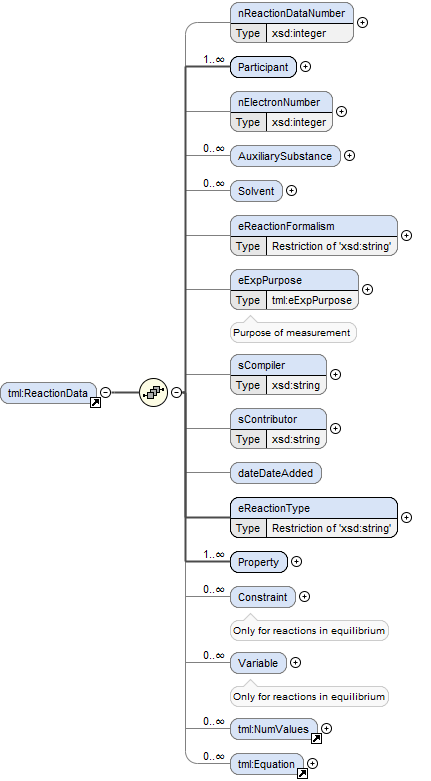 nReactionDataNumber
Type xsd:integer
1..∞
Participant
nElectronNumber
Type xsd:integer
0..∞
AuxiliarySubstance
0..∞
Solvent
eReactionFormalism
Type Restriction of 'xsd:string'
eExpPurpose
Type tml:eExpPurpose
Purpose of measurement
tml:ReactionData
sCompiler
Type xsd:string
sContributor
Type xsd:string
dateDateAdded
eReactionType
Type Restriction of 'xsd:string'
1..∞
Property
0..∞
Constraint
Only for reactions in equilibrium
0..∞
Variable
Only for reactions in equilibrium
0..∞
tml:NumValues
0..∞
tml:Equation